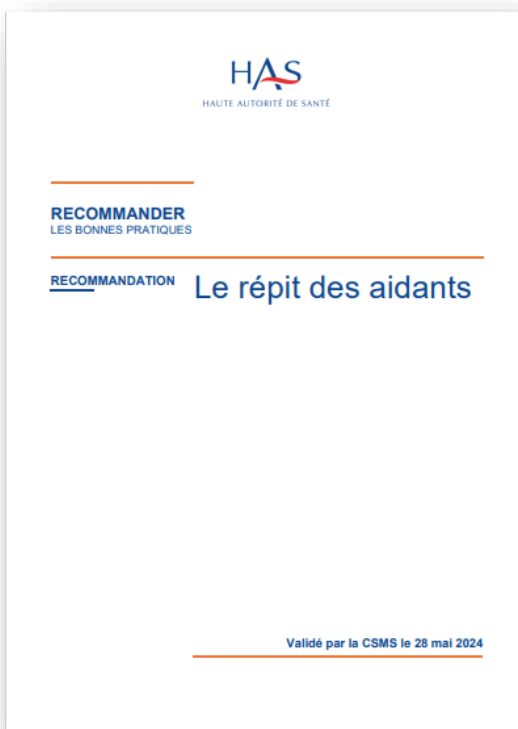 HAS
HAUTE AUTORITÉ DE SANTÉ
RECOMMANDER
LES BONNES PRATIQUES
RECOMMANDATION Le répit des aidants
Validé par la CSMS le 28 mai 2024